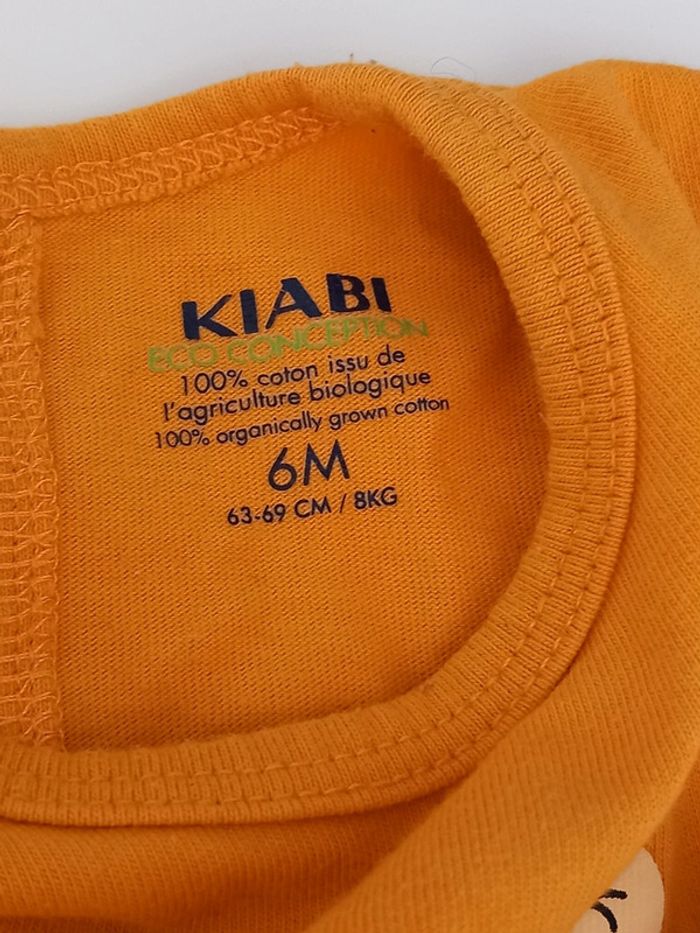 KIABI
ECO CONCEPTION
100% coton issu de
l'agriculture biologique
100% organically grown cotton
6M
63-69 CM / 8KG